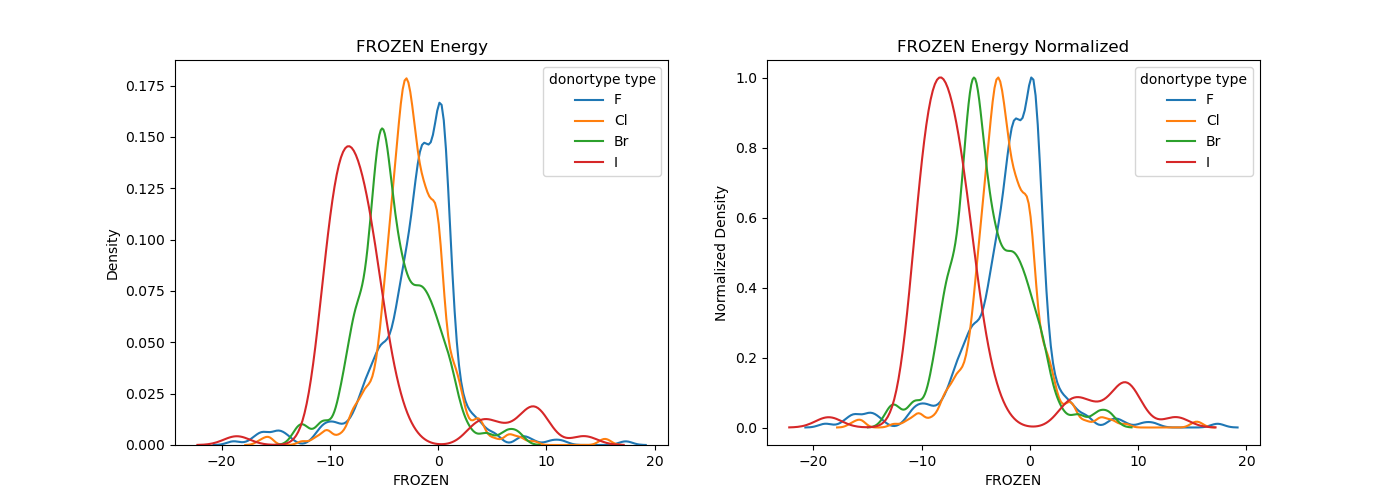 FROZEN Energy
Density
0.175
0.150
0.125
0.100
0.075
0.050
0.025
0.000
−20
−10
0
10
20
FROZEN
donortype type
F
Cl
Br
I
FROZEN Energy Normalized
Normalized Density
1.0
0.8
0.6
0.4
0.2
0.0
−20
−10
0
10
20
FROZEN
donortype type
F
Cl
Br
I